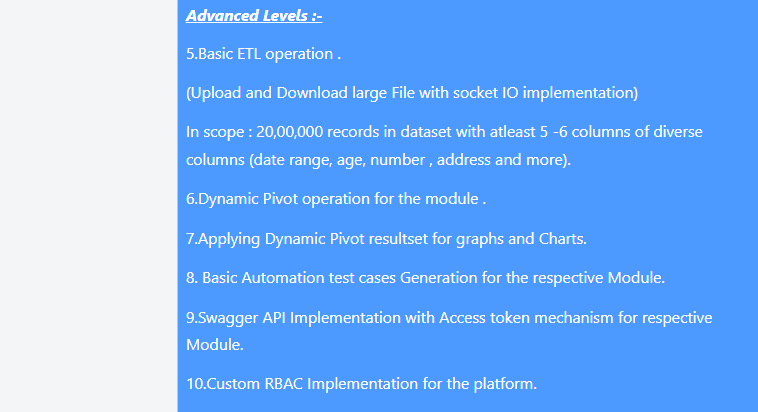 Advanced Levels :-
5.Basic ETL operation .
(Upload and Download large File with socket IO implementation)
In scope : 20,00,000 records in dataset with atleast 5 -6 columns of diverse
columns (date range, age, number , address and more).
6.Dynamic Pivot operation for the module .
7.Applying Dynamic Pivot resultset for graphs and Charts.
8. Basic Automation test cases Generation for the respective Module.
9.Swagger API Implementation with Access token mechanism for respective
Module.
10.Custom RBAC Implementation for the platform.